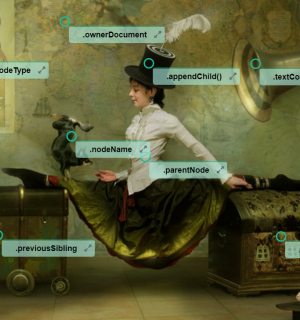 .ownerDocument
odeType
.appendChild()
.textCo
.nodeName
.parentNode
.previousSibling